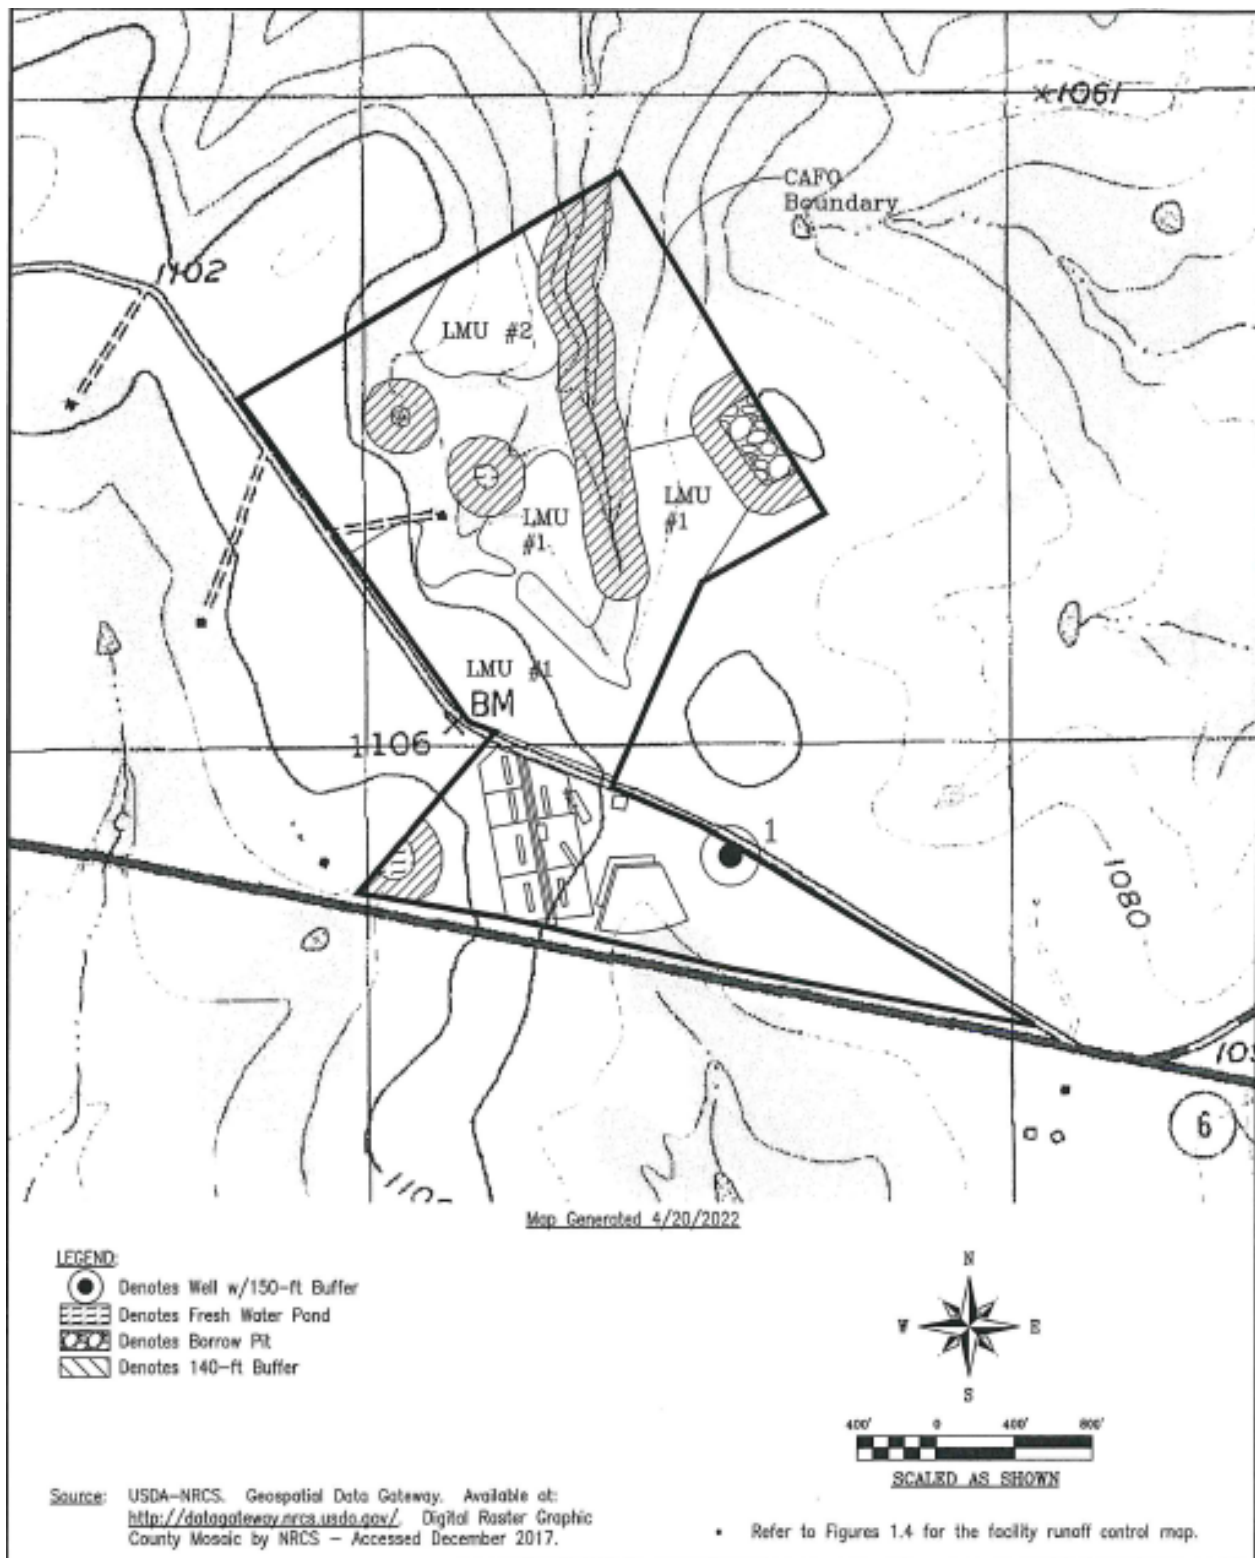 1061
CAFO
Boundary
1102
LMU #2
LMU
#1
LMU
#1
LMU #1
BM
1106
1
1080
6
Map Generated 4/20/2022
LEGEND:
Denotes Well w/150-ft Buffer
Denotes Fresh Water Pond
Denotes Borrow Pit
Denotes 140-ft Buffer
N
W
E
S
400' 0 400' 800'
SCALED AS SHOWN
Source: USDA-NRCS. Geospatial Data Gateway. Available at:
http://datagateway.nrcs.usda.gov/. Digital Raster Graphic
County Mosaic by NRCS - Accessed December 2017.
• Refer to Figures 1.4 for the facility runoff control map.